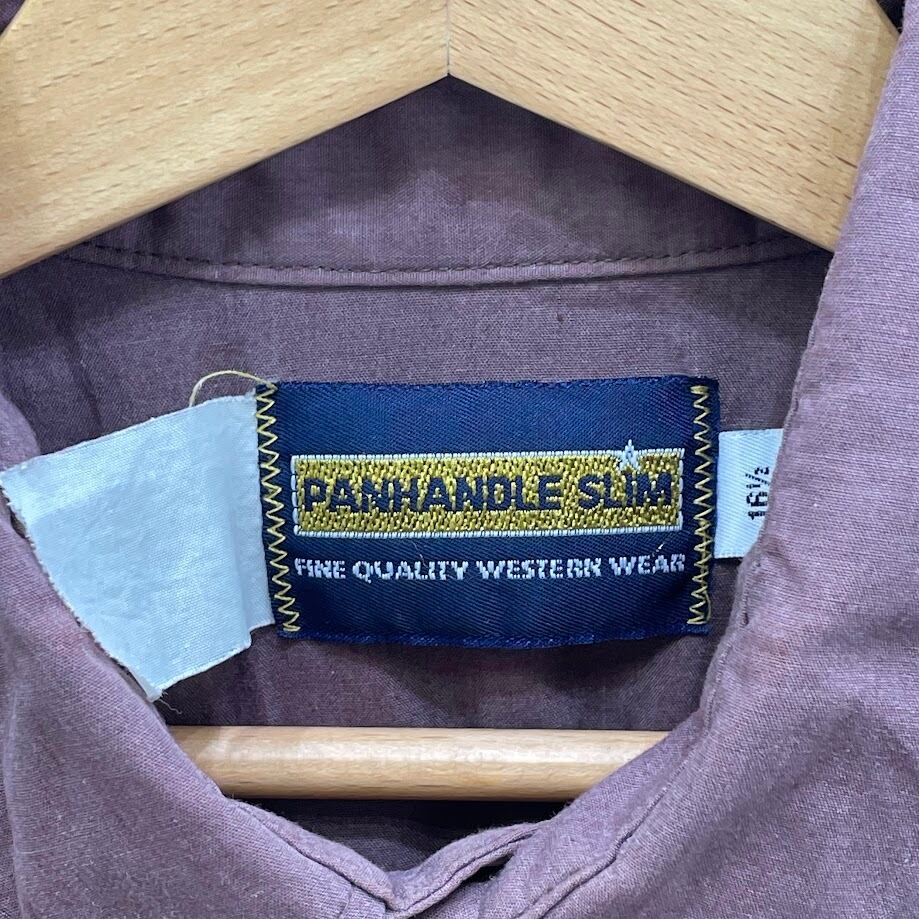 PANHANDLE SLIM
FINE QUALITY WESTERN WEAR
16½